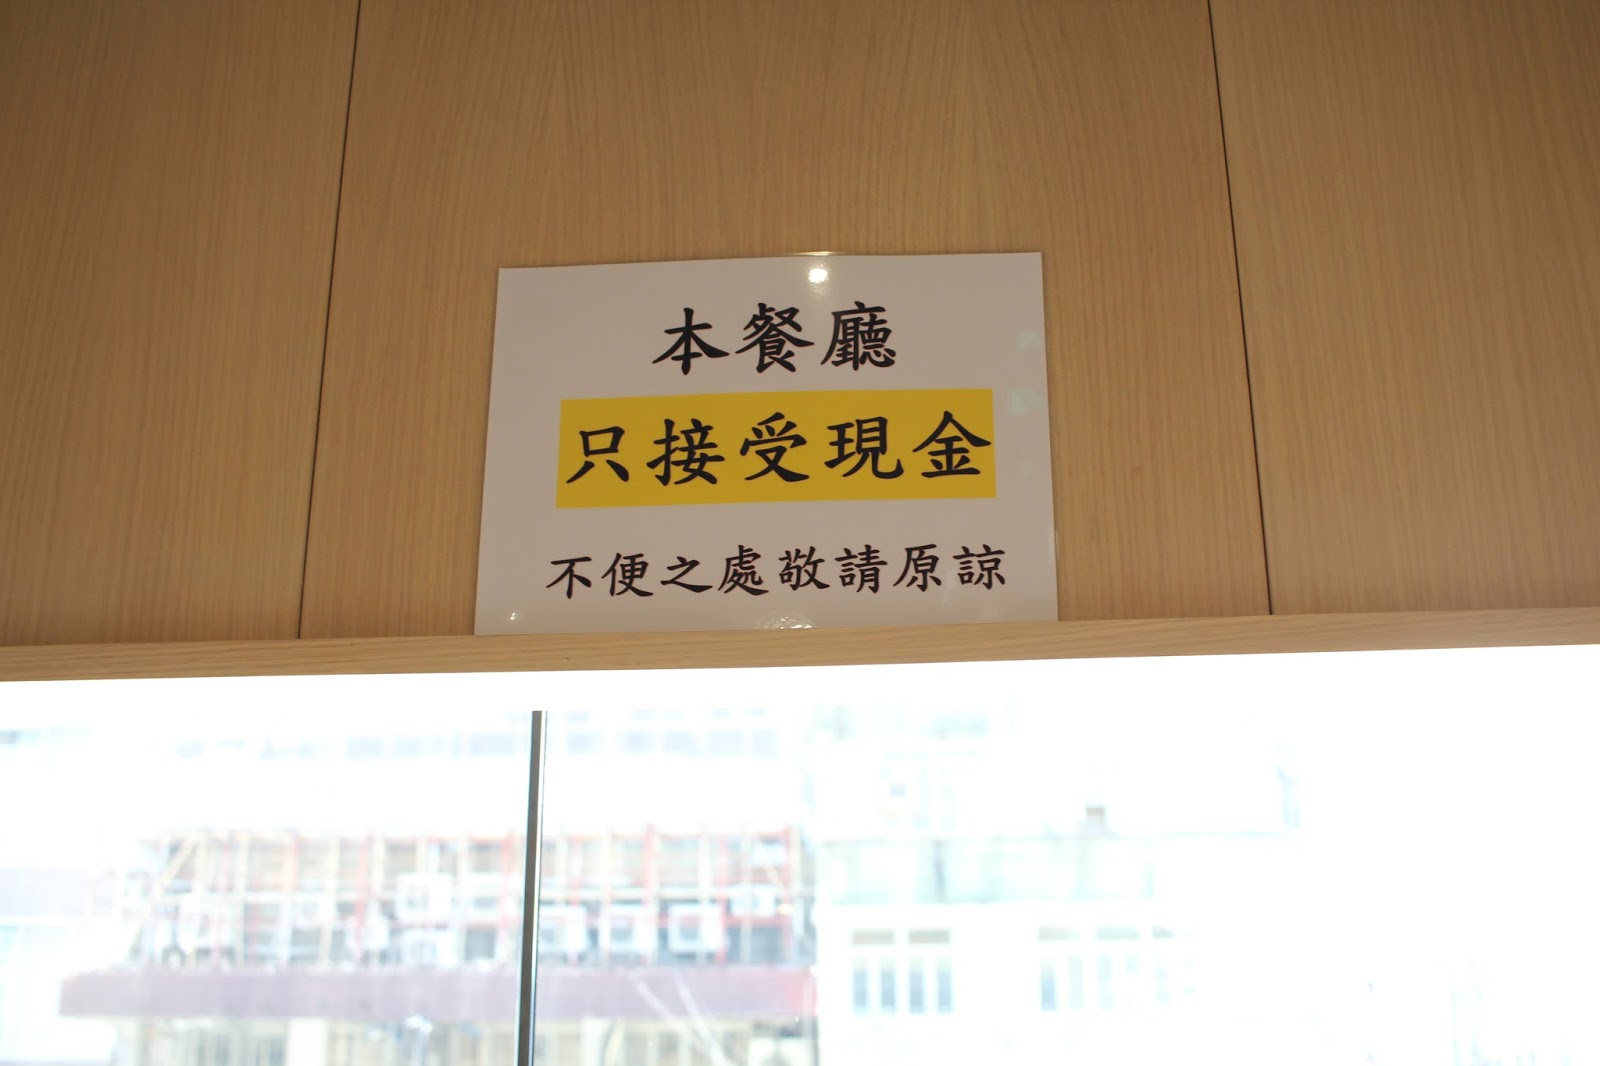 本餐廳
只接受現金
不便之處敬請原諒